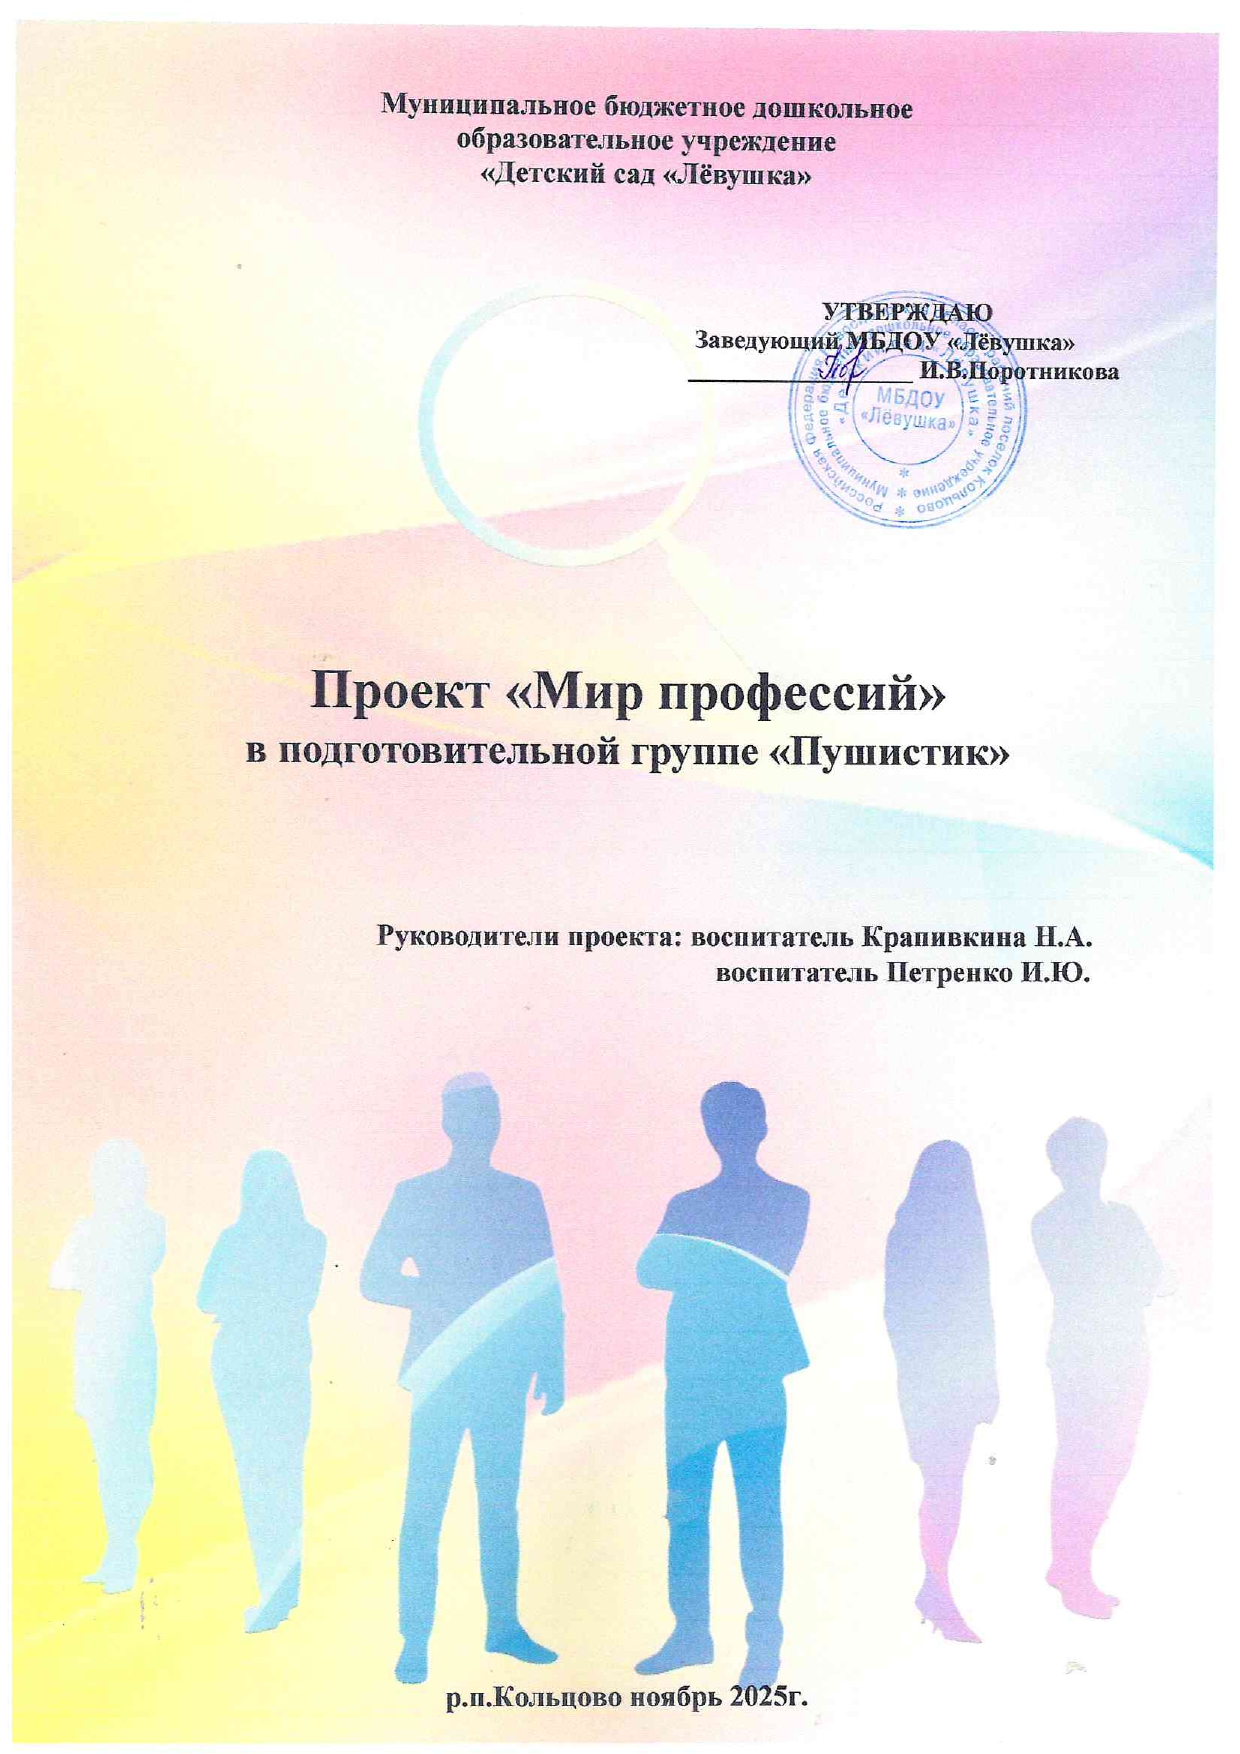 Муниципальное бюджетное дошкольное
образовательное учреждение
«Детский сад «Лёвушка»
УТВЕРЖДАЮ
Заведующий МБДОУ «Лёвушка»
И.В.Поротникова
МБДОУ
«Лёвушка»
Проект «Мир профессий»
в подготовительной группе «Пушистик»
Руководители проекта: воспитатель Крапивкина Н.А.
воспитатель Петренко И.Ю.
р.п.Кольцово ноябрь 2025г.